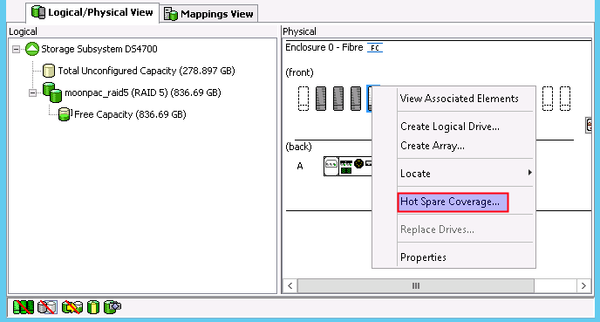 Logical/Physical View
Mappings View
Logical
Physical
Storage Subsystem DS4700
Total Unconfigured Capacity (278.897 GB)
moonpac_raid5 (RAID 5) (836.69 GB)
Free Capacity (836.69 GB)
Enclosure 0 - Fibre FC
(front)
View Associated Elements
Create Logical Drive...
Create Array...
Locate
Hot Spare Coverage...
Replace Drives...
Properties
(back)
A